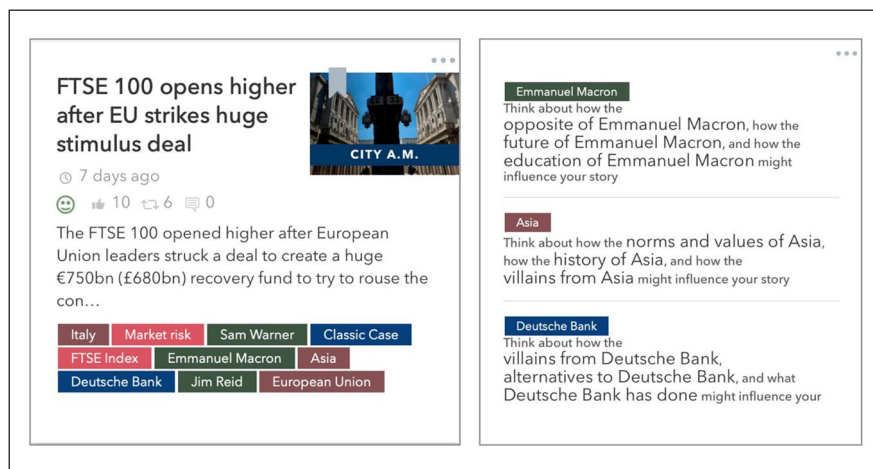 FTSE 100 opens higher
after EU strikes huge
stimulus deal
CITY A.M.
7 days ago
10 6 0
The FTSE 100 opened higher after European
Union leaders struck a deal to create a huge
€750bn (£680bn) recovery fund to try to rouse the
con…
Italy Market risk Sam Warner Classic Case
FTSE Index Emmanuel Macron Asia
Deutsche Bank Jim Reid European Union
Emmanuel Macron
Think about how the
opposite of Emmanuel Macron, how the
future of Emmanuel Macron, and how the
education of Emmanuel Macron might
influence your story
Asia
Think about how the norms and values of Asia,
how the history of Asia, and how the
villains from Asia might influence your story
Deutsche Bank
Think about how the
villains from Deutsche Bank,
alternatives to Deutsche Bank, and what
Deutsche Bank has done might influence your